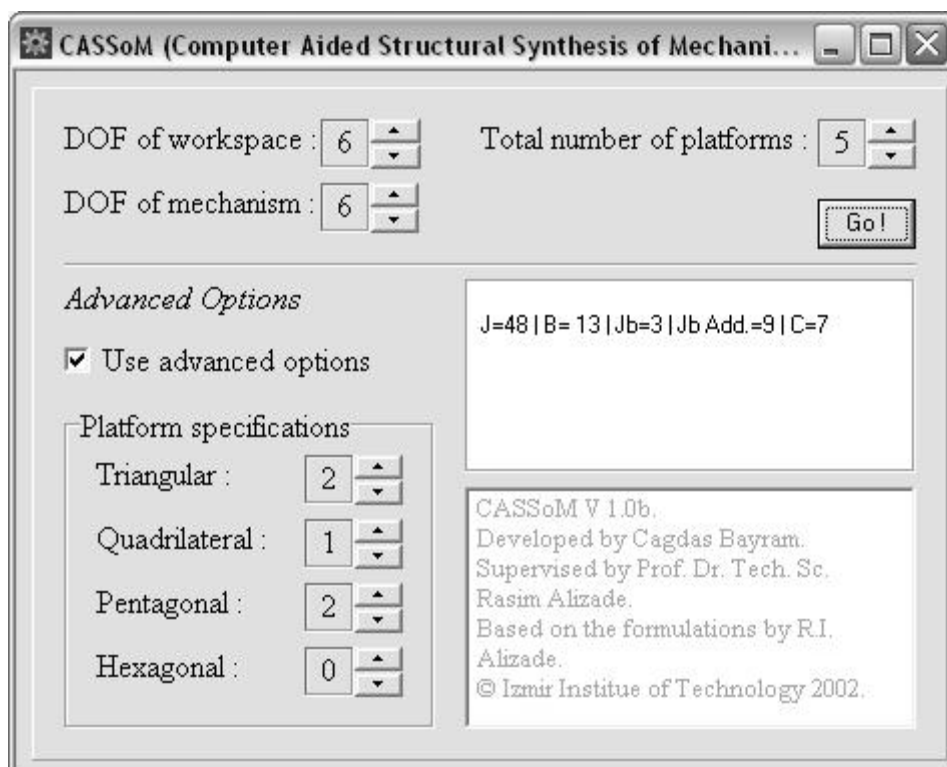 CASSoM (Computer Aided Structural Synthesis of Mechani...
DOF of workspace : 6
Total number of platforms : 5
DOF of mechanism : 6
Go!
Advanced Options
Use advanced options
J=48 | B= 13 | Jb=3 | Jb Add.=9 | C=7
Platform specifications
Triangular : 2
Quadrilateral : 1
Pentagonal : 2
Hexagonal : 0
CASSoM V 1.0b.
Developed by Cagdas Bayram.
Supervised by Prof. Dr. Tech. Sc.
Rasim Alizade.
Based on the formulations by R.I.
Alizade.
© Izmir Institue of Technology 2002.